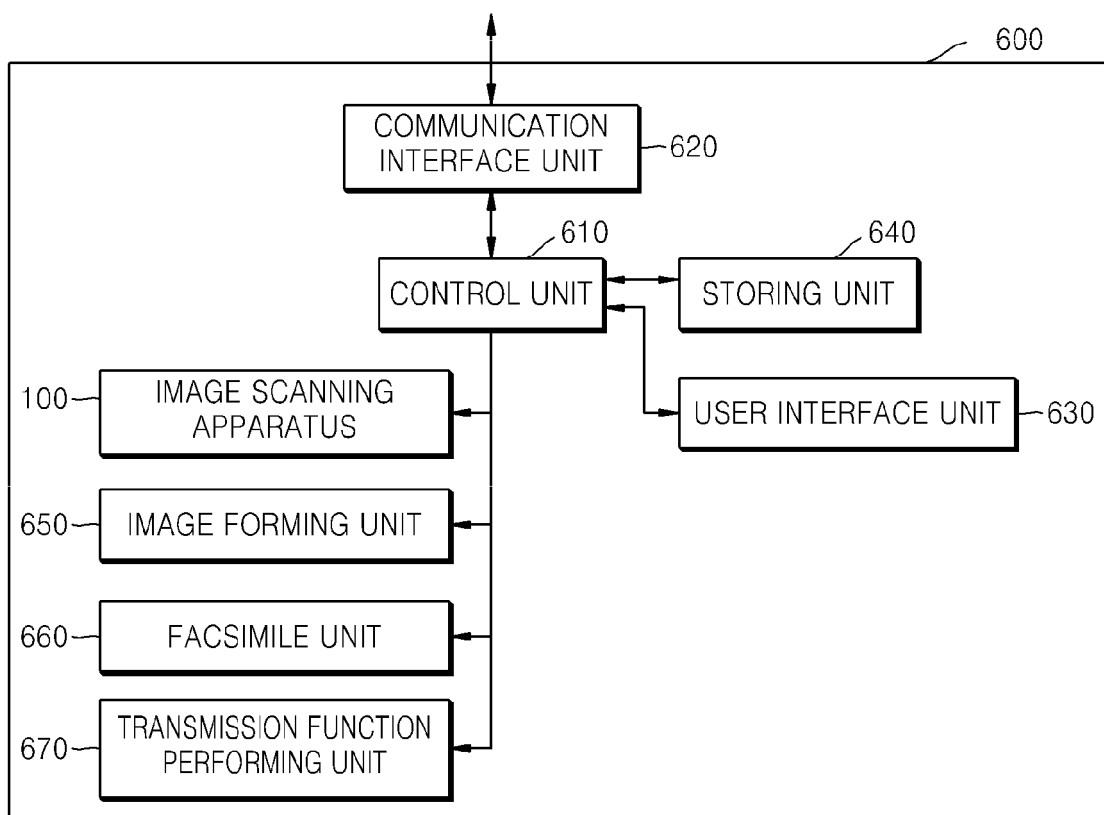 600
COMMUNICATION
INTERFACE UNIT
620
610
640
CONTROL UNIT
STORING UNIT
100
IMAGE SCANNING
APPARATUS
USER INTERFACE UNIT
630
650
IMAGE FORMING UNIT
660
FACSIMILE UNIT
670
TRANSMISSION FUNCTION
PERFORMING UNIT